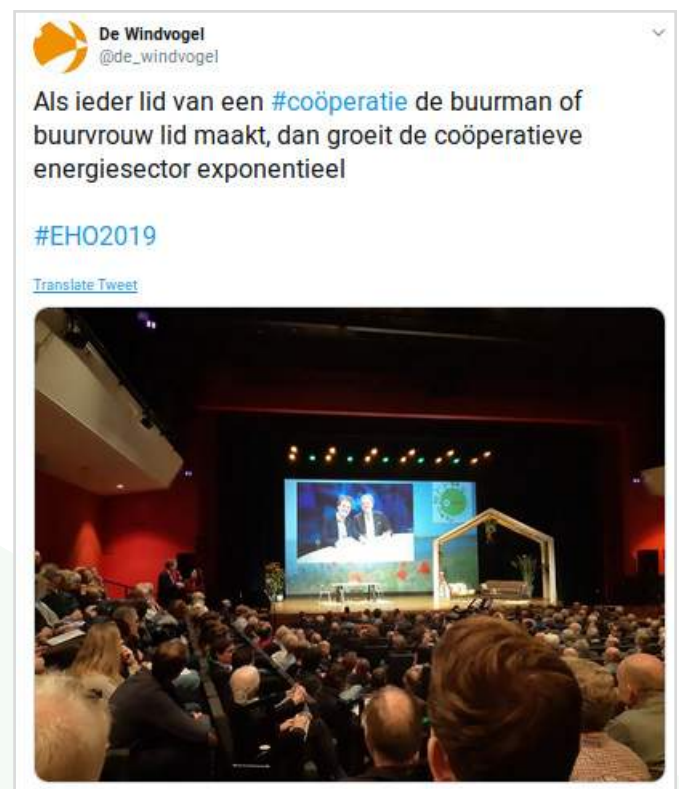 De Windvogel
@de_windvogel
Als ieder lid van een #coöperatie de buurman of
buurvrouw lid maakt, dan groeit de coöperatieve
energiesector exponentieel
#EHO2019
Translate Tweet